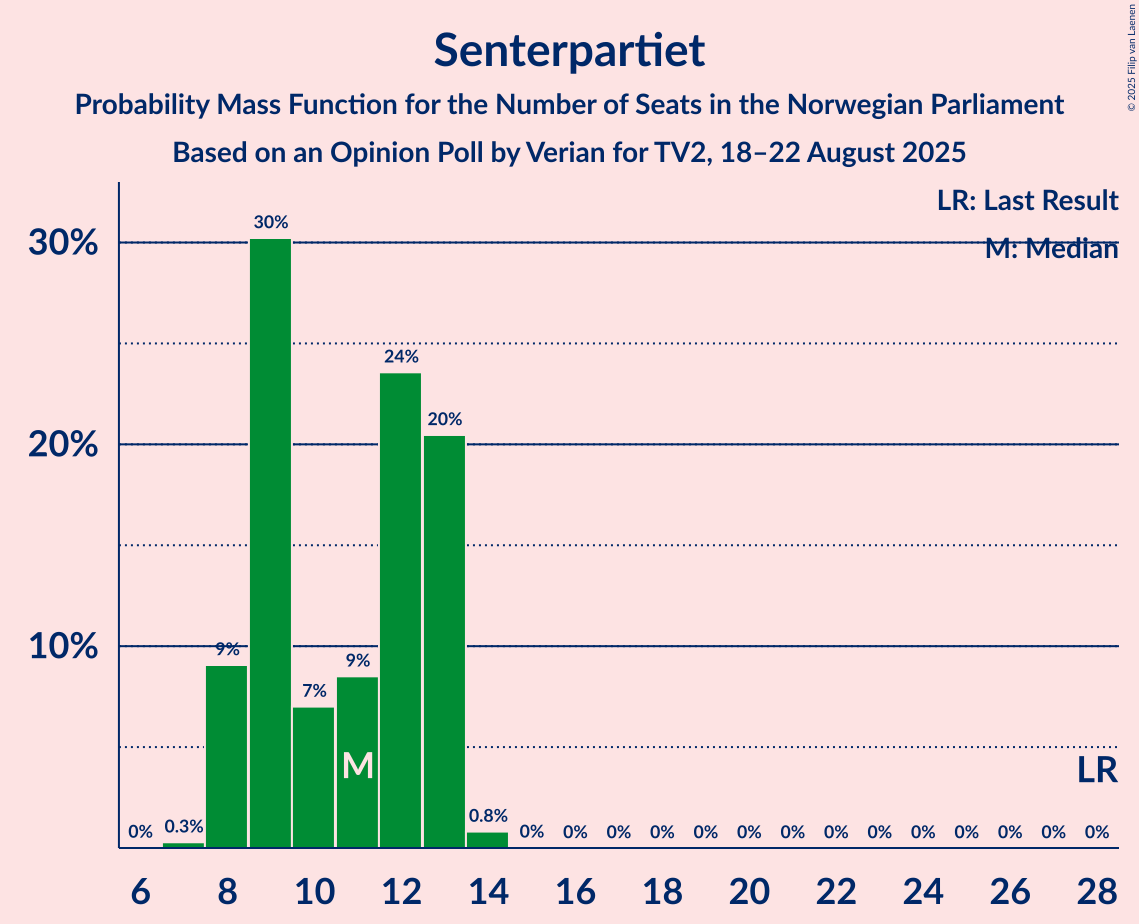 Senterpartiet
Probability Mass Function for the Number of Seats in the Norwegian Parliament
Based on an Opinion Poll by Verian for TV2, 18–22 August 2025
© 2025 Filip van Laenen
LR: Last Result
M: Median
30%
20%
10%
0% 0.3% 9% 30% 7% 9% 24% 20% 0.8% 0% 0% 0% 0% 0% 0% 0% 0% 0% 0% 0% 0% 0% 0%
M
LR
6 8 10 12 14 16 18 20 22 24 26 28